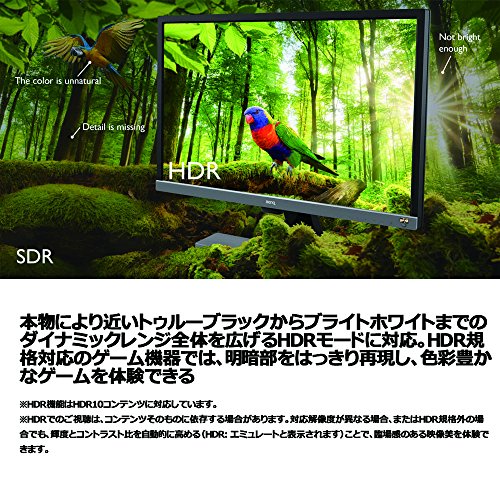 Not bright
enough
The color is unnatural
Detail is missing
HDR
BenQ
SDR
本物により近いトゥルーブラックからブライトホワイトまでの
ダイナミックレンジ全体を広げるHDRモードに対応。HDR規
格対応のゲーム機器では、明暗部をはっきり再現し、色彩豊か
なゲームを体験できる
※HDR機能はHDR10コンテンツに対応しています。
※HDRでのご視聴は、コンテンツそのものに依存する場合があります。対応解像度が異なる場合、またはHDR規格外の場
合でも、輝度とコントラスト比を自動的に高める（HDR: エミュレートと表示されます）ことで、臨場感のある映像美を体験で
きます。